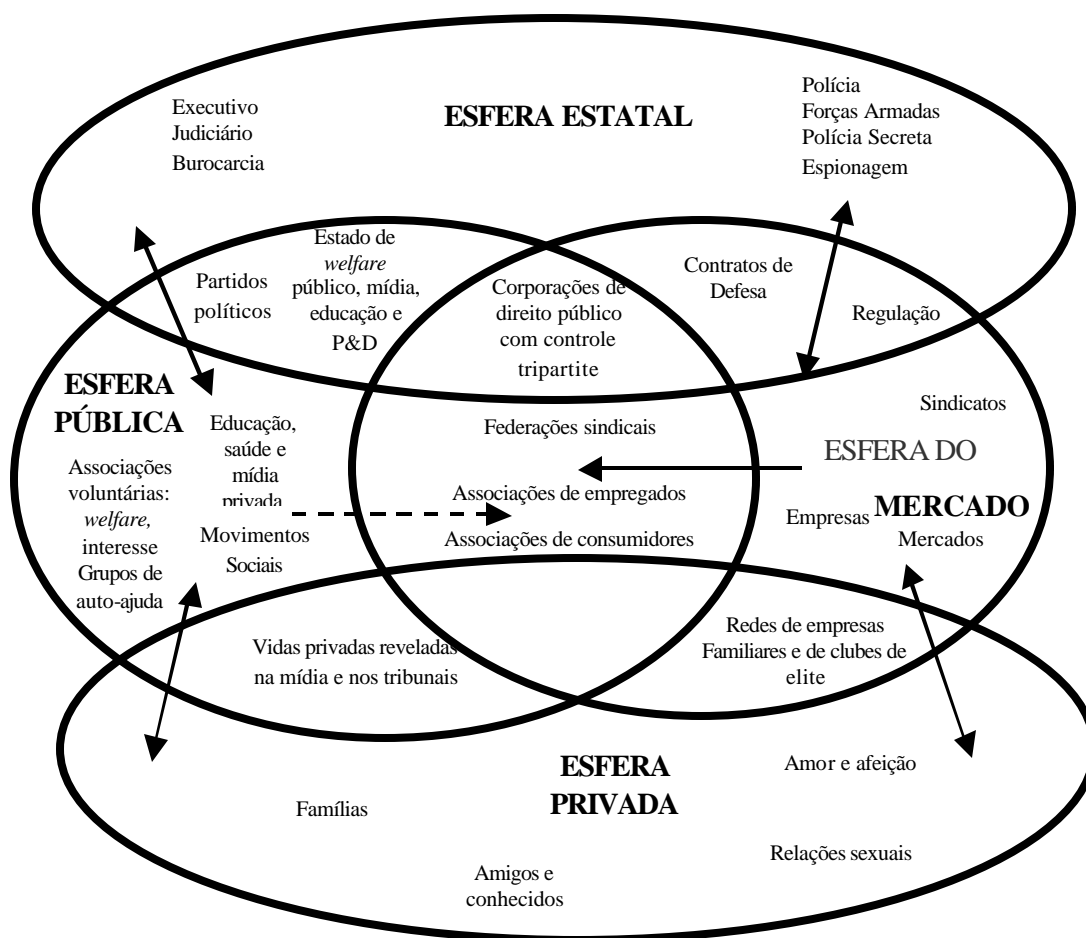 Executivo
Judiciário
Burocarcia
ESFERA ESTATAL
Polícia
Forças Armadas
Polícia Secreta
Espionagem
Partidos
políticos
Estado de
welfare
público, mídia,
educação e
P&D
Corporações de
direito público
com controle
tripartite
Contratos de
Defesa
Regulação
ESFERA
PÚBLICA
Associações
voluntárias:
welfare,
interesse
Grupos de
auto-ajuda
Educação,
saúde e
mídia
privada
Movimentos
Sociais
Federações sindicais
Associações de empregados
Associações de consumidores
Sindicatos
ESFERA DO
MERCADO
Empresas
Mercados
Vidas privadas reveladas
na mídia e nos tribunais
Redes de empresas
Familiares e de clubes de
elite
ESFERA
PRIVADA
Amor e afeição
Famílias
Relações sexuais
Amigos e
conhecidos